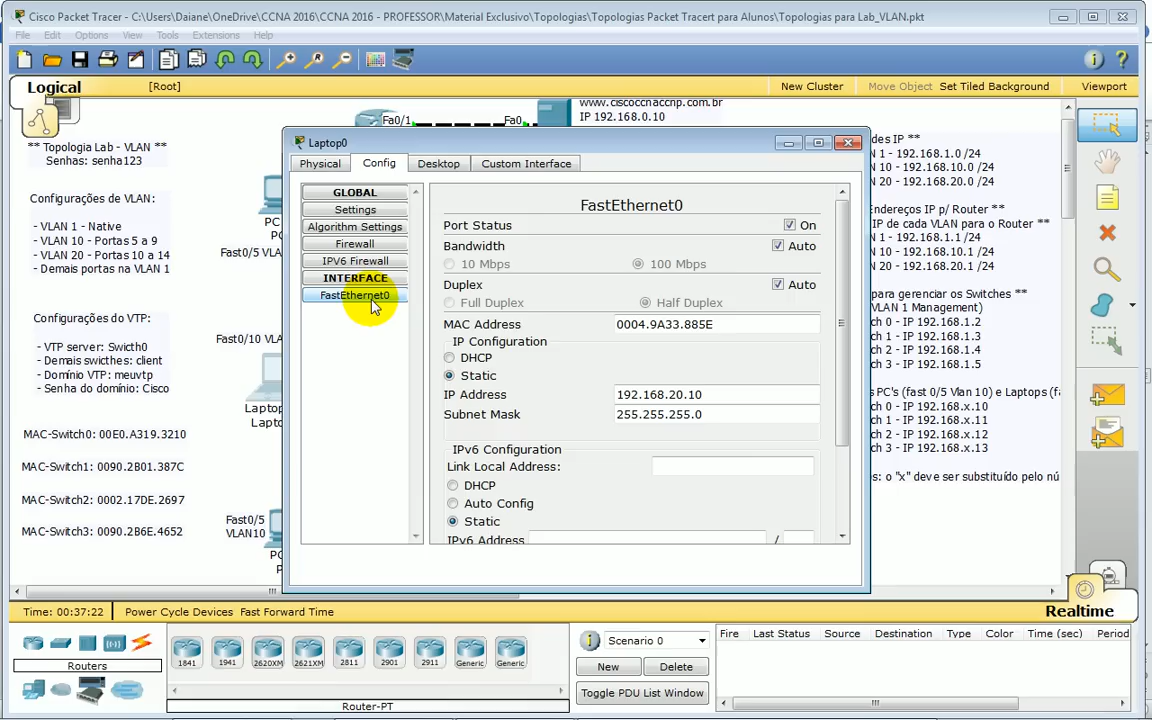 Cisco Packet Tracer - C:\Users\Daiane\OneDrive\CCNA 2016\CCNA 2016 - PROFESSOR\Material Exclusivo\Topologias\Topologias Packet Tracert para Alunos\Topologias para Lab_VLAN.pkt
File Edit Options View Tools Extensions Help
Logical [Root] New Cluster Move Object Set Tiled Background Viewport
www.ciscoccnaccnp.com.br
IP 192.168.0.10
Fa0/1 Fa0
** Topologia Lab - VLAN **
Senhas: senha123
Configurações de VLAN:
- VLAN 1 - Native
- VLAN 10 - Portas 5 a 9
- VLAN 20 - Portas 10 a 14
- Demais portas na VLAN 1
Configurações do VTP:
- VTP server: Swicth0
- Demais swicthes: client
- Domínio VTP: meuvtp
- Senha do domínio: Cisco
MAC-Switch0: 00E0.A319.3210
MAC-Switch1: 0090.2B01.387C
MAC-Switch2: 0002.17DE.2697
MAC-Switch3: 0090.2B6E.4652
PC
PC
Fast0/5 V
Fast0/10 VL
Laptop
Lapto
Fast0/5
VLAN10
PC
Laptop0
Physical Config Desktop Custom Interface
GLOBAL
Settings
Algorithm Settings
Firewall
IPV6 Firewall
INTERFACE
FastEthernet0
FastEthernet0
Port Status On
Bandwidth Auto
10 Mbps 100 Mbps
Duplex Auto
Full Duplex Half Duplex
MAC Address 0004.9A33.885E
IP Configuration
DHCP
Static
IP Address 192.168.20.10
Subnet Mask 255.255.255.0
IPv6 Configuration
Link Local Address:
DHCP
Auto Config
Static
IPv6 Address /
des IP **
N 1 - 192.168.1.0 /24
N 10 - 192.168.10.0 /24
N 20 - 192.168.20.0 /24
Endereços IP p/ Router **
IP de cada VLAN para o Router **
N 1 - 192.168.1.1 /24
N 10 - 192.168.10.1 /24
N 20 - 192.168.20.1 /24
para gerenciar os Switches **
(VLAN 1 Management)
ch 0 - IP 192.168.1.2
ch 1 - IP 192.168.1.3
ch 2 - IP 192.168.1.4
ch 3 - IP 192.168.1.5
s PC's (fast 0/5 Vlan 10) e Laptops (fa
ch 0 - IP 192.168.x.10
ch 1 - IP 192.168.x.11
ch 2 - IP 192.168.x.12
ch 3 - IP 192.168.x.13
s: o "x" deve ser substituído pelo nú
Time: 00:37:22 Power Cycle Devices Fast Forward Time Realtime
Routers
1841 1941 2620XM 2621XM 2811 2901 2911 Generic Generic
Router-PT
Scenario 0
New Delete
Toggle PDU List Window
Fire Last Status Source Destination Type Color Time (sec) Period